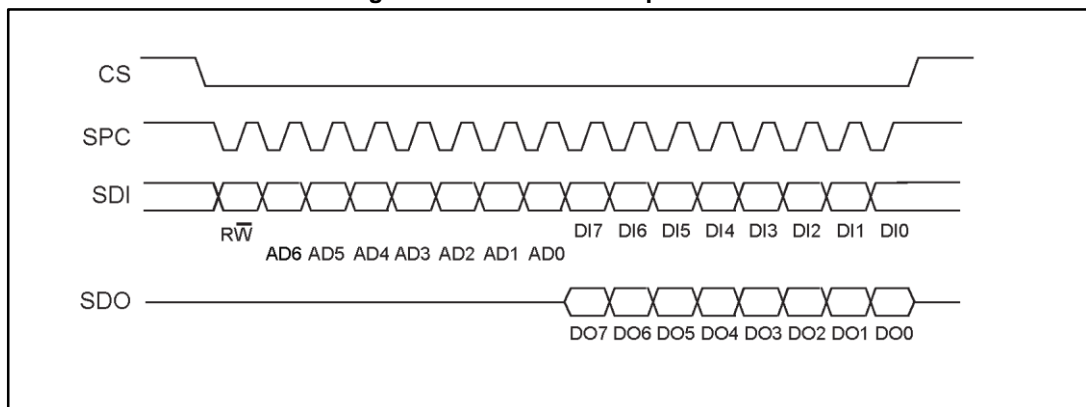 CS
SPC
SDI
RW̅
DI7 DI6 DI5 DI4 DI3 DI2 DI1 DI0
AD6 AD5 AD4 AD3 AD2 AD1 AD0
SDO
DO7 DO6 DO5 DO4 DO3 DO2 DO1 DO0